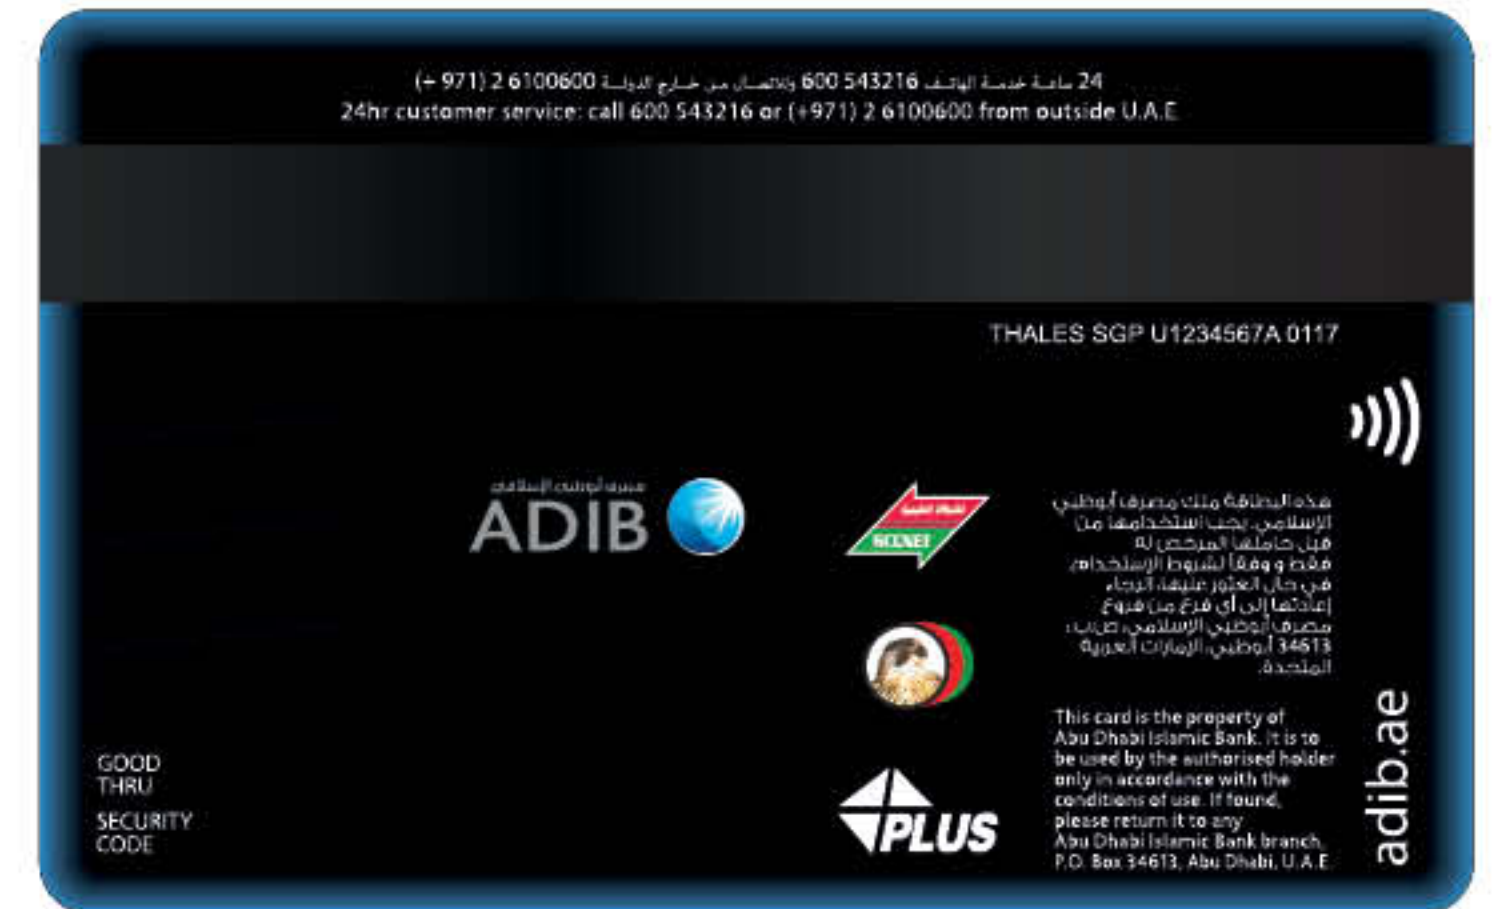 24 ساعة خدمة الهاتف 600 543216 وللاتصال من خارج الدولة (+971) 2 6100600
24hr customer service: call 600 543216 or (+971) 2 6100600 from outside U.A.E.
THALES SGP U1234567A 0117
مصرف أبوظبي الإسلامي
ADIB
GCCNET
هذه البطاقة ملك مصرف أبوظبي
الإسلامي. يجب استخدامها من
قبل حاملها المرخص له
فقط و وفقاً لشروط الإستخدام.
في حال العثور عليها، الرجاء
إعادتها إلى أي فرع من فروع
مصرف أبوظبي الإسلامي، ص.ب:
34613 أبوظبي، الإمارات العربية
المتحدة.
This card is the property of
Abu Dhabi Islamic Bank. It is to
be used by the authorised holder
only in accordance with the
conditions of use. If found,
please return it to any
Abu Dhabi Islamic Bank branch,
P.O. Box 34613, Abu Dhabi, U.A.E.
adib.ae
GOOD
THRU
SECURITY
CODE
PLUS